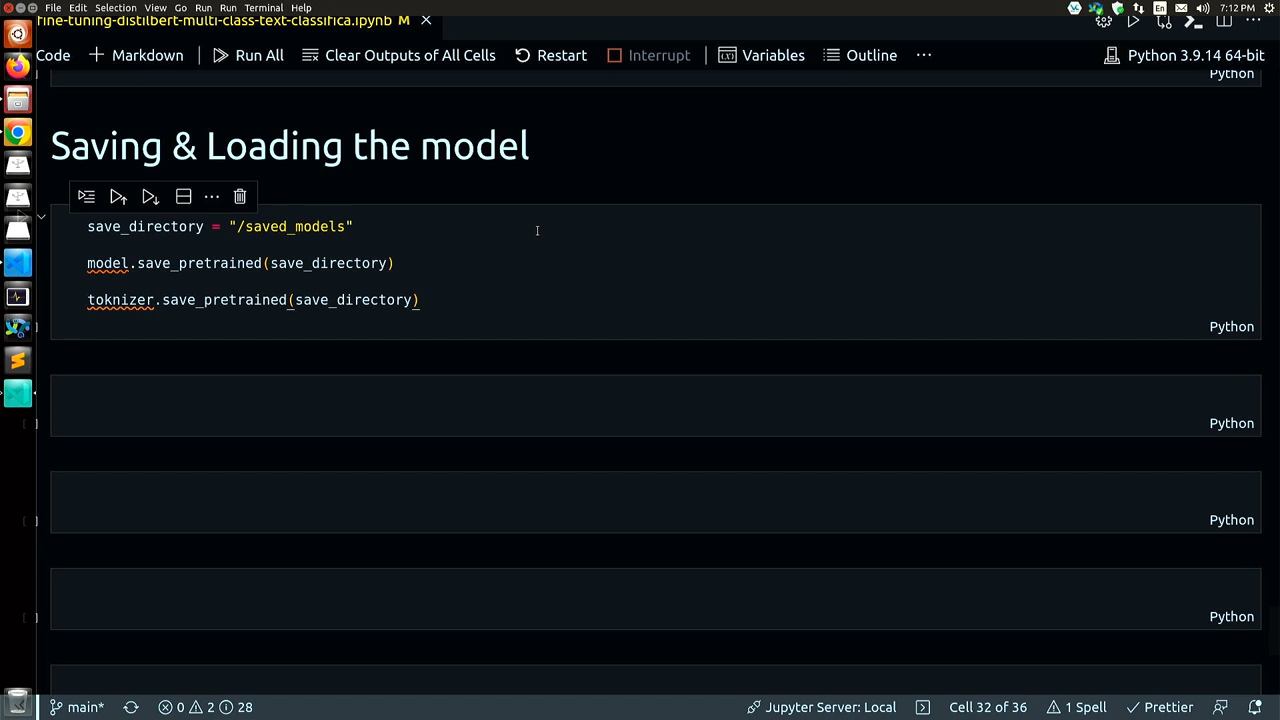 File Edit Selection View Go Run Run Terminal Help
En
7:12 PM
fine-tuning-distilbert-multi-class-text-classifica.ipynb M
Code
Markdown
Run All
Clear Outputs of All Cells
Restart
Interrupt
Variables
Outline
Python 3.9.14 64-bit
Python
Saving & Loading the model
save_directory = "/saved_models"
model.save_pretrained(save_directory)
toknizer.save_pretrained(save_directory)
Python
Python
Python
Python
main*
0
2
28
Jupyter Server: Local
Cell 32 of 36
1 Spell
Prettier